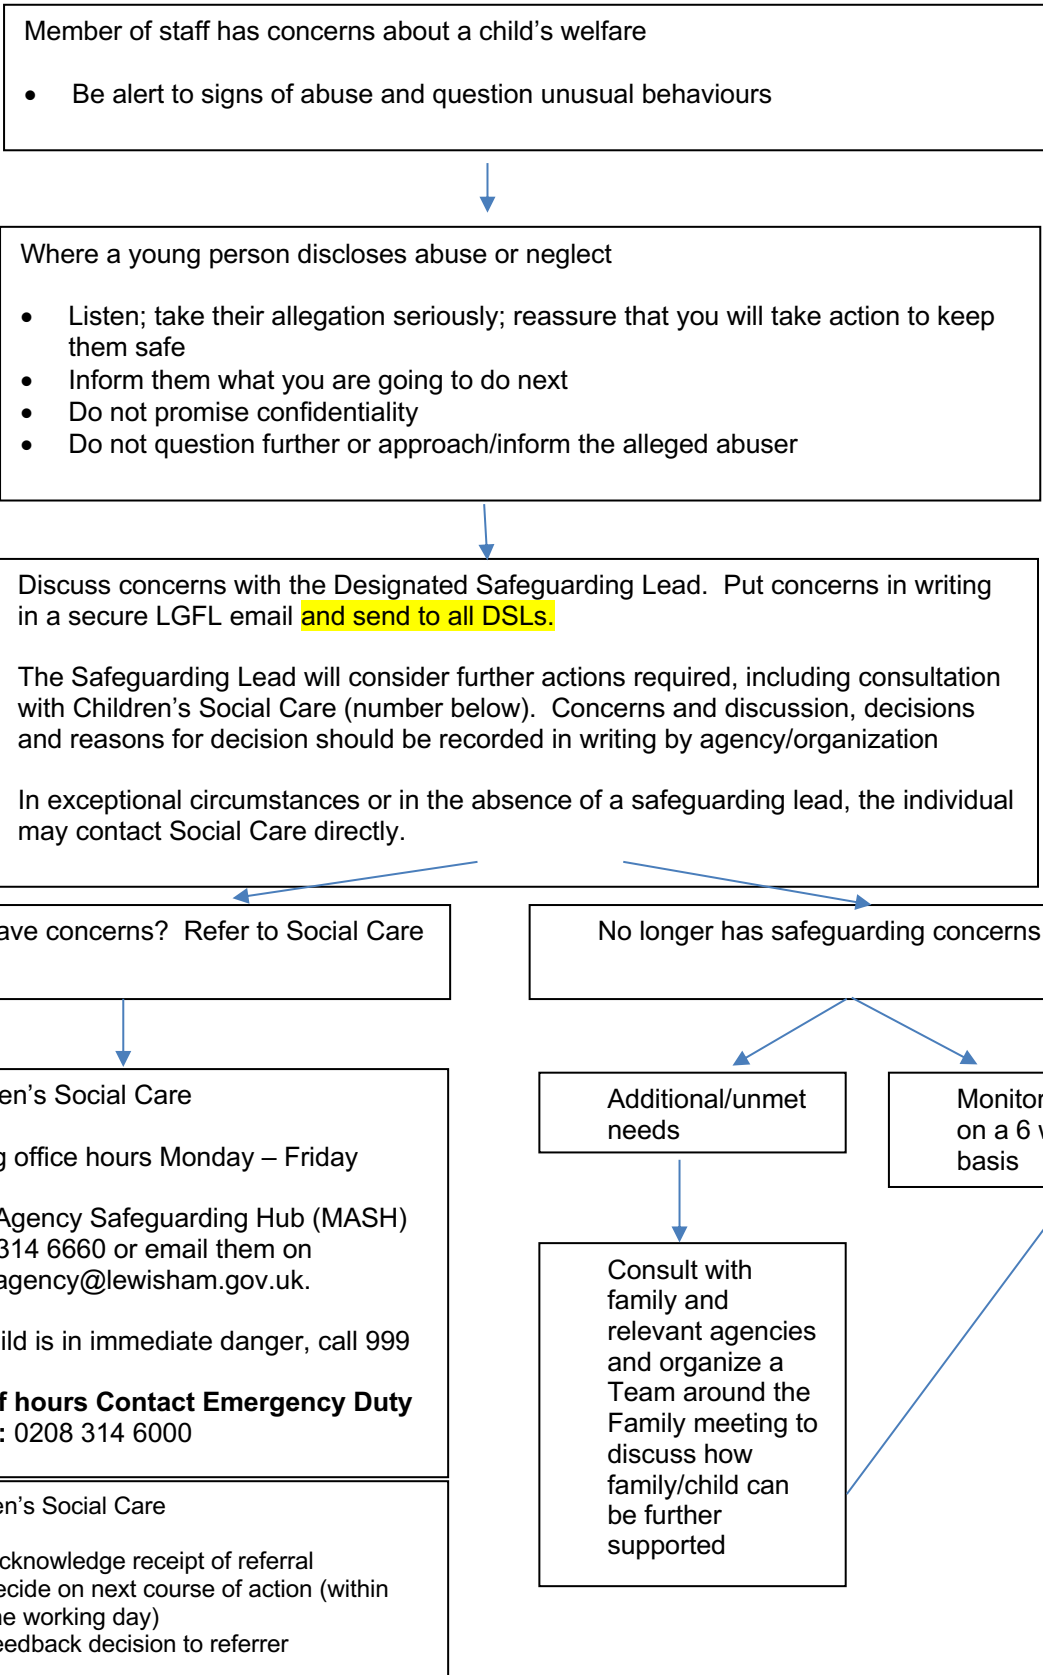 Member of staff has concerns about a child's welfare
• Be alert to signs of abuse and question unusual behaviours
Where a young person discloses abuse or neglect
• Listen; take their allegation seriously; reassure that you will take action to keep
them safe
• Inform them what you are going to do next
• Do not promise confidentiality
• Do not question further or approach/inform the alleged abuser
Discuss concerns with the Designated Safeguarding Lead.  Put concerns in writing
in a secure LGFL email and send to all DSLs.
The Safeguarding Lead will consider further actions required, including consultation
with Children's Social Care (number below).  Concerns and discussion, decisions
and reasons for decision should be recorded in writing by agency/organization
In exceptional circumstances or in the absence of a safeguarding lead, the individual
may contact Social Care directly.
ave concerns?  Refer to Social Care
No longer has safeguarding concerns
en's Social Care
g office hours Monday – Friday
Agency Safeguarding Hub (MASH)
314 6660 or email them on
agency@lewisham.gov.uk.
ild is in immediate danger, call 999
f hours Contact Emergency Duty
: 0208 314 6000
en's Social Care
cknowledge receipt of referral
ecide on next course of action (within
ne working day)
eedback decision to referrer
Additional/unmet
needs
Monitor
on a 6 w
basis
Consult with
family and
relevant agencies
and organize a
Team around the
Family meeting to
discuss how
family/child can
be further
supported